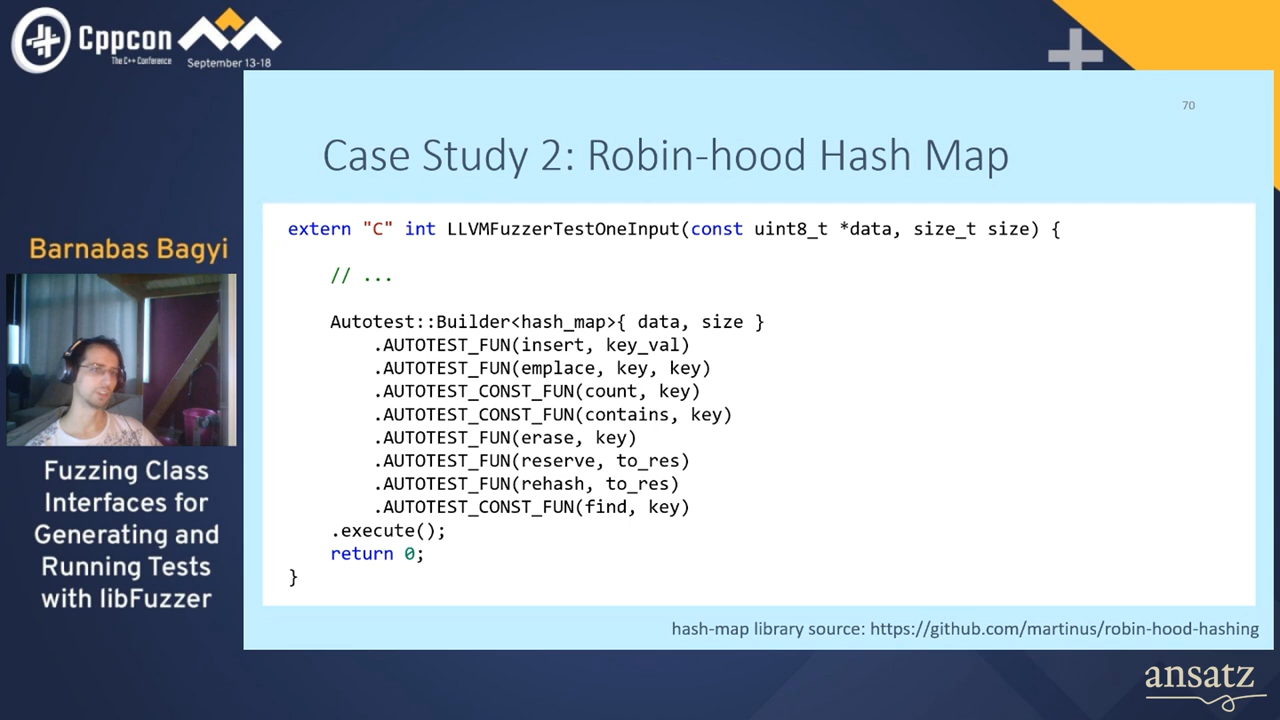 Cppcon
The C++ Conference
September 13-18
70
Case Study 2: Robin-hood Hash Map
extern "C" int LLVMFuzzerTestOneInput(const uint8_t *data, size_t size) {
// ...
Autotest::Builder<hash_map>{ data, size }
.AUTOTEST_FUN(insert, key_val)
.AUTOTEST_FUN(emplace, key, key)
.AUTOTEST_CONST_FUN(count, key)
.AUTOTEST_CONST_FUN(contains, key)
.AUTOTEST_FUN(erase, key)
.AUTOTEST_FUN(reserve, to_res)
.AUTOTEST_FUN(rehash, to_res)
.AUTOTEST_CONST_FUN(find, key)
.execute();
return 0;
}
hash-map library source: https://github.com/martinus/robin-hood-hashing
Barnabas Bagyi
Fuzzing Class
Interfaces for
Generating and
Running Tests
with libFuzzer
ansatz